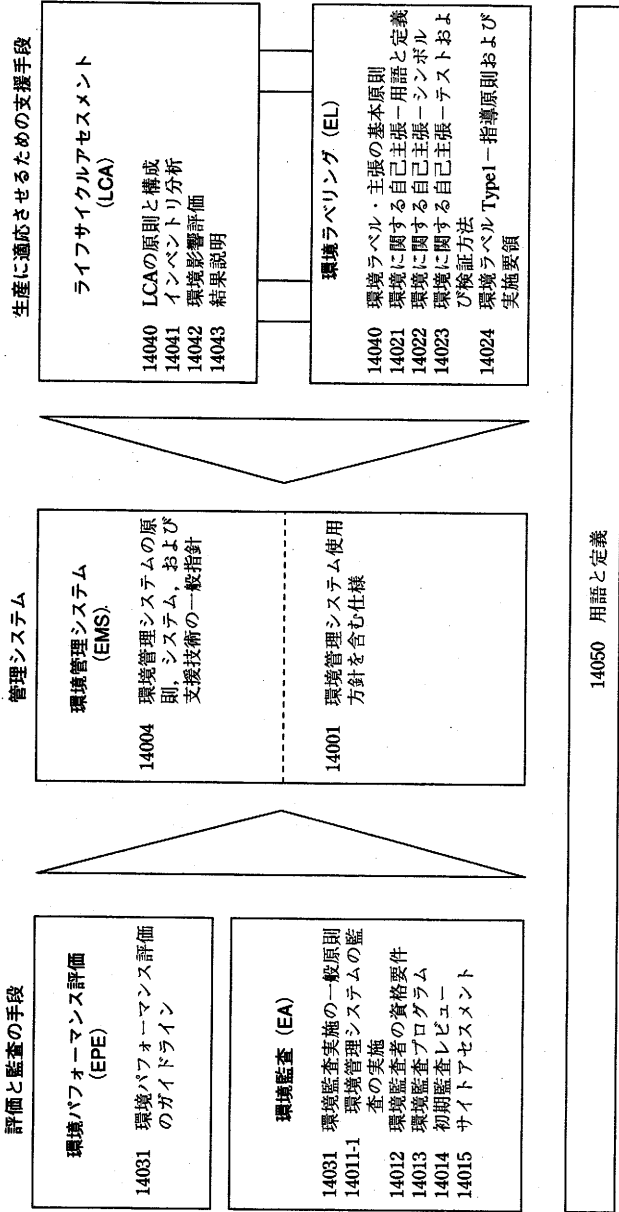 評価と監査の手段
環境パフォーマンス評価
(EPE)
14031 環境パフォーマンス評価
のガイドライン
環境監査 (EA)
14031 環境監査実施の一般原則
14011-1 環境管理システムの監
査の実施
14012 環境監査者の資格要件
14013 環境監査プログラム
14014 初期監査レビュー
14015 サイトアセスメント
管理システム
環境管理システム
(EMS)
14004 環境管理システムの原
則，システム，および
支援技術の一般指針
14001 環境管理システム使用
方針を含む仕様
生産に適応させるための支援手段
ライフサイクルアセスメント
(LCA)
14040 LCAの原則と構成
14041 インベントリ分析
14042 環境影響評価
14043 結果説明
環境ラベリング (EL)
14040 環境ラベル・主張の基本原則
14021 環境に関する自己主張－用語と定義
14022 環境に関する自己主張－シンボル
14023 環境に関する自己主張－テストおよ
び検証方法
14024 環境ラベル Type1－指導原則および
実施要領
14050 用語と定義